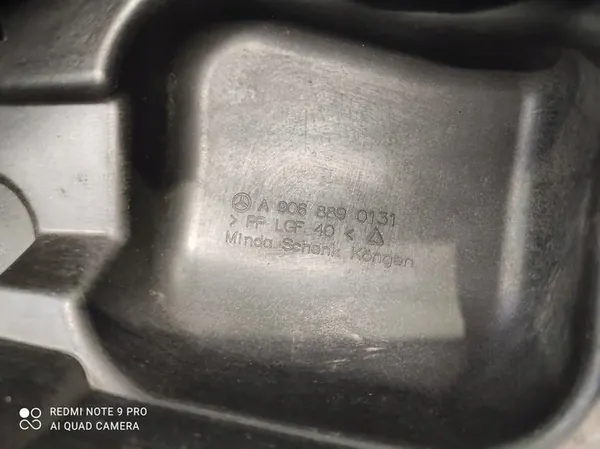 A 906 889 0131
> PP LGF 40 <
Minda Schenk Köngen
REDMI NOTE 9 PRO
AI QUAD CAMERA